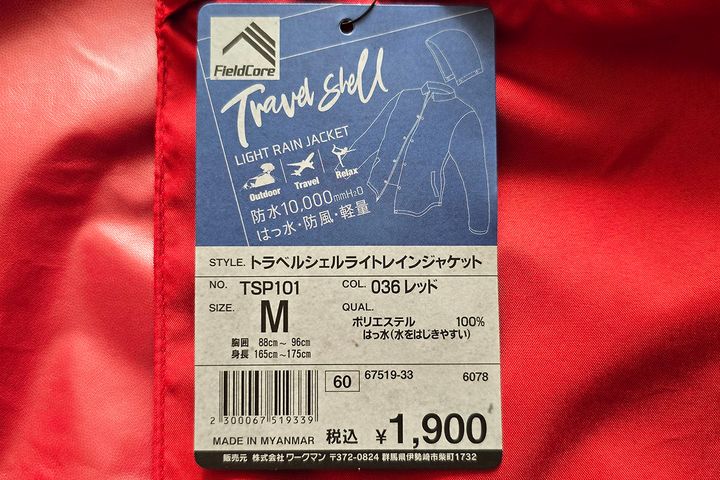 FieldCore
Travel Shell
LIGHT RAIN JACKET
Outdoor Travel Relax
防水10,000mmH2O
はっ水・防風・軽量
STYLE. トラベルシェルライトレインジャケット
NO. TSP101 COL. 036 レッド
SIZE. M QUAL.
ポリエステル 100%
はっ水(水をはじきやすい)
胸囲 88cm～ 96cm
身長 165cm～175cm
60 67519-33 6078
2 300067 519339
MADE IN MYANMAR 税込 ¥1,900
販売元 株式会社 ワークマン 〒372-0824 群馬県伊勢崎市柴町1732